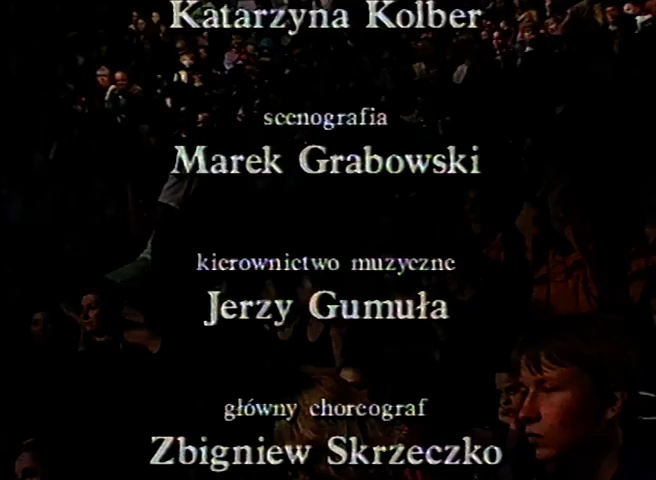 Katarzyna Kolber
scenografia
Marek Grabowski
kierownictwo muzyczne
Jerzy Gumuła
główny choreograf
Zbigniew Skrzeczko